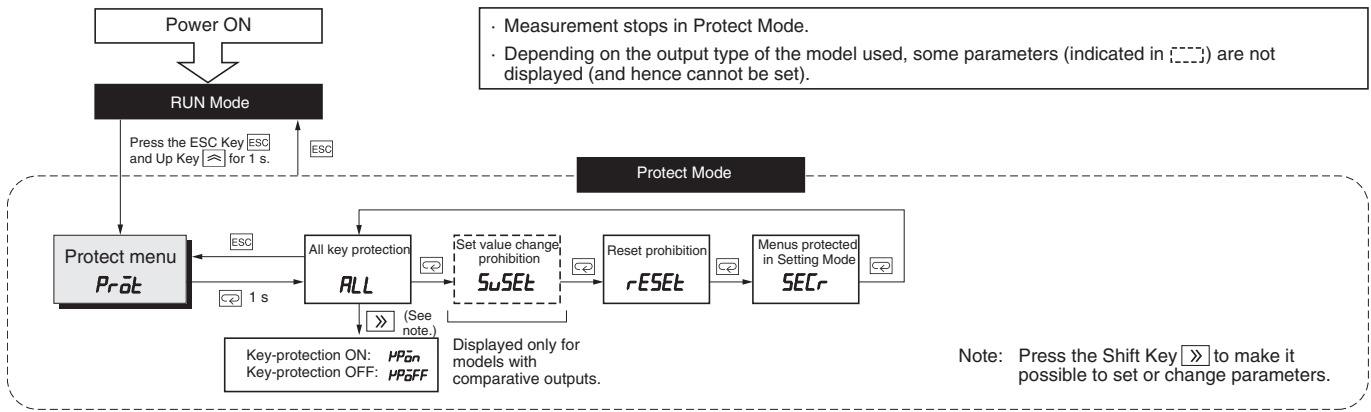 Power ON
· Measurement stops in Protect Mode.
· Depending on the output type of the model used, some parameters (indicated in ) are not
displayed (and hence cannot be set).
RUN Mode
Press the ESC Key ESC
and Up Key for 1 s.
ESC
Protect Mode
Protect menu
Prot
ESC
1 s
All key protection
ALL
Set value change
prohibition
SvSEt
Reset prohibition
rESEt
Menus protected
in Setting Mode
SECr
(See
note.)
Key-protection ON: KPon
Key-protection OFF: KPoFF
Displayed only for
models with
comparative outputs.
Note: Press the Shift Key to make it
possible to set or change parameters.